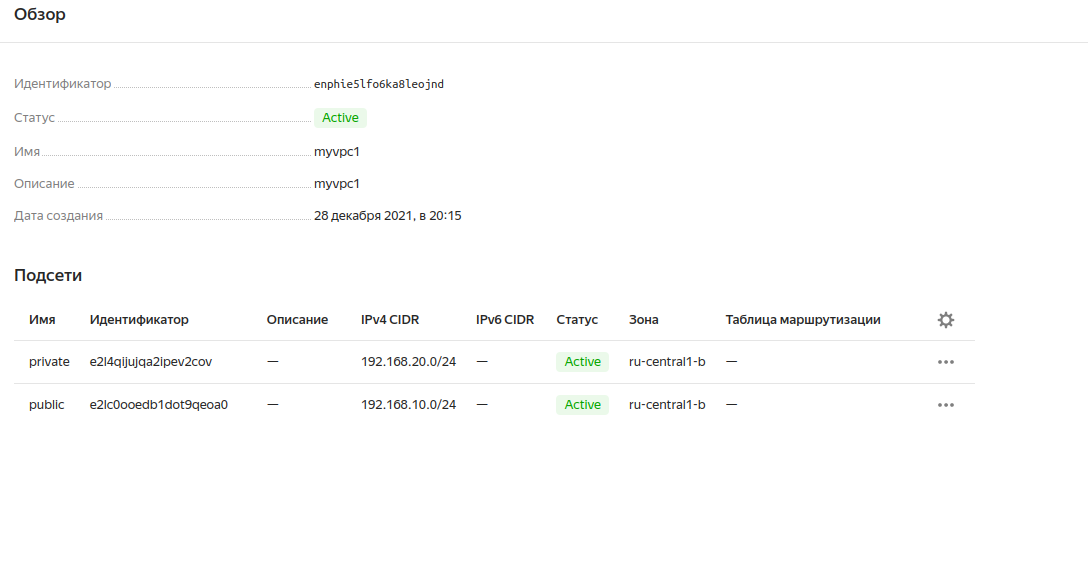 Обзор
Идентификатор enphie5lfo6ka8leojnd
Статус Active
Имя myvpc1
Описание myvpc1
Дата создания 28 декабря 2021, в 20:15
Подсети
Имя Идентификатор Описание IPv4 CIDR IPv6 CIDR Статус Зона Таблица маршрутизации
private e2l4qijujqa2ipev2cov — 192.168.20.0/24 — Active ru-central1-b —
public e2lc0ooedb1dot9qeoa0 — 192.168.10.0/24 — Active ru-central1-b —